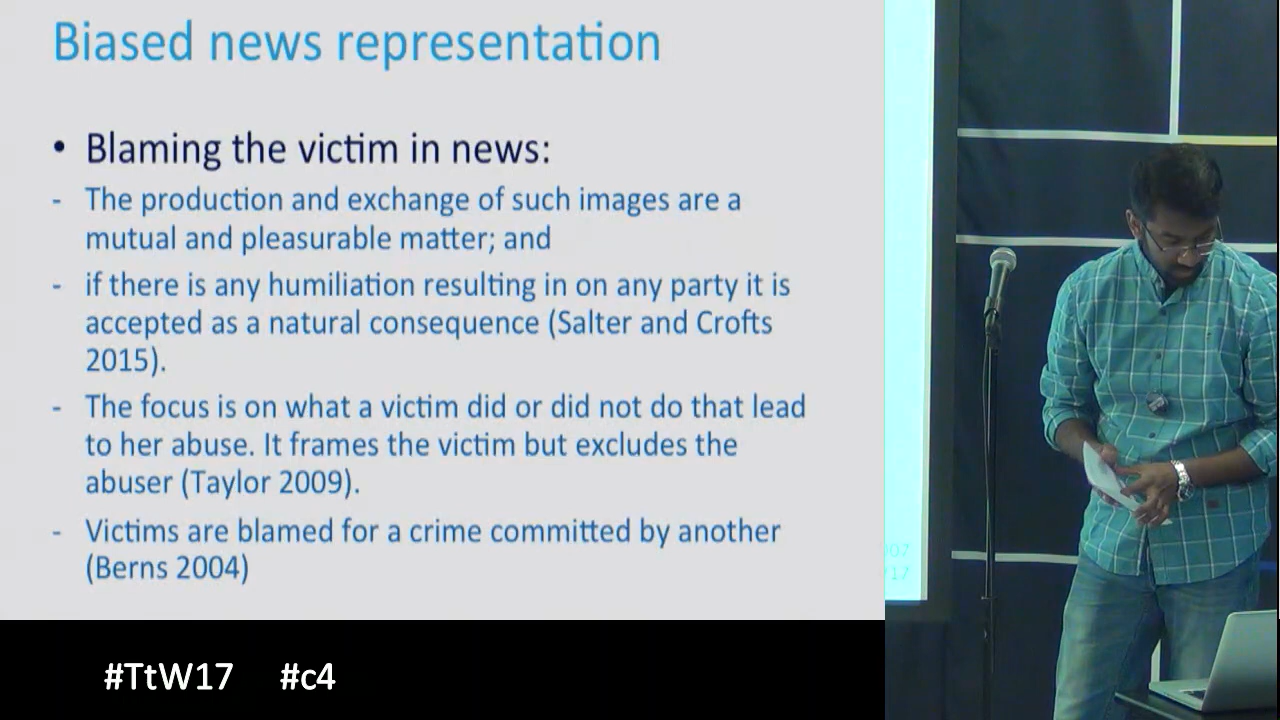 Biased news representation
• Blaming the victim in news:
- The production and exchange of such images are a
mutual and pleasurable matter; and
- if there is any humiliation resulting in on any party it is
accepted as a natural consequence (Salter and Crofts
2015).
- The focus is on what a victim did or did not do that lead
to her abuse. It frames the victim but excludes the
abuser (Taylor 2009).
- Victims are blamed for a crime committed by another
(Berns 2004)
007
17
#TtW17 #c4